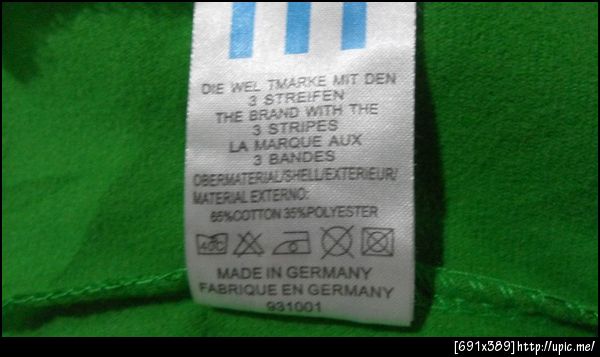 DIE WEL TMARKE MIT DEN
3 STREIFEN
THE BRAND WITH THE
3 STRIPES
LA MARQUE AUX
3 BANDES
OBERMATERIAL/SHELL/EXTERIEUR/
MATERIAL EXTERNO:
65%COTTON 35%POLYESTER
40C
MADE IN GERMANY
FABRIQUE EN GERMANY
931001
[691x389]http://upic.me/